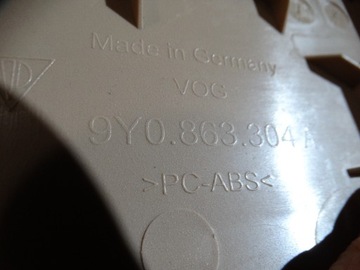 Made in Germany
VOG
9Y0.863.304
>PC-ABS<